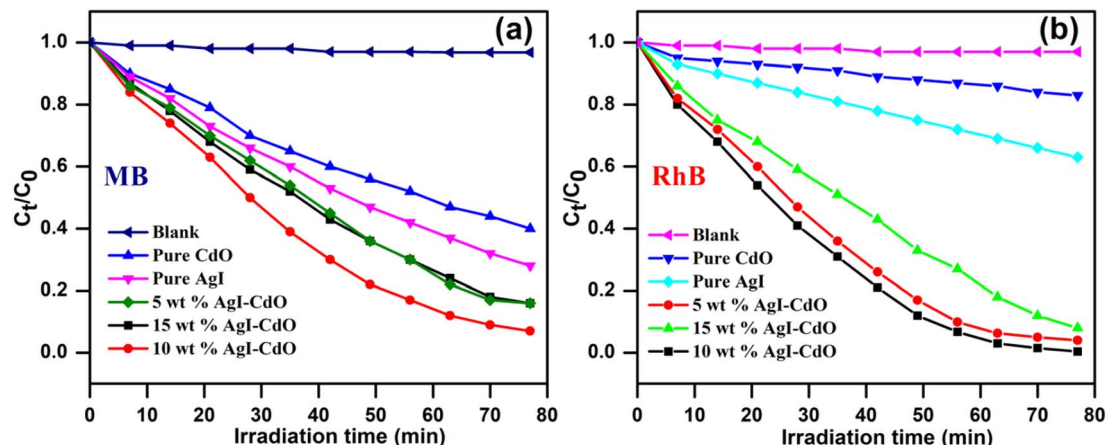 (a)
1.0
0.8
0.6
0.4
0.2
0.0
Ct/C0
MB
Blank
Pure CdO
Pure AgI
5 wt % AgI-CdO
15 wt % AgI-CdO
10 wt % AgI-CdO
0 10 20 30 40 50 60 70 80
Irradiation time (min)
(b)
1.0
0.8
0.6
0.4
0.2
0.0
Ct/C0
RhB
Blank
Pure CdO
Pure AgI
5 wt % AgI-CdO
15 wt % AgI-CdO
10 wt % AgI-CdO
0 10 20 30 40 50 60 70 80
Irradiation time (min)